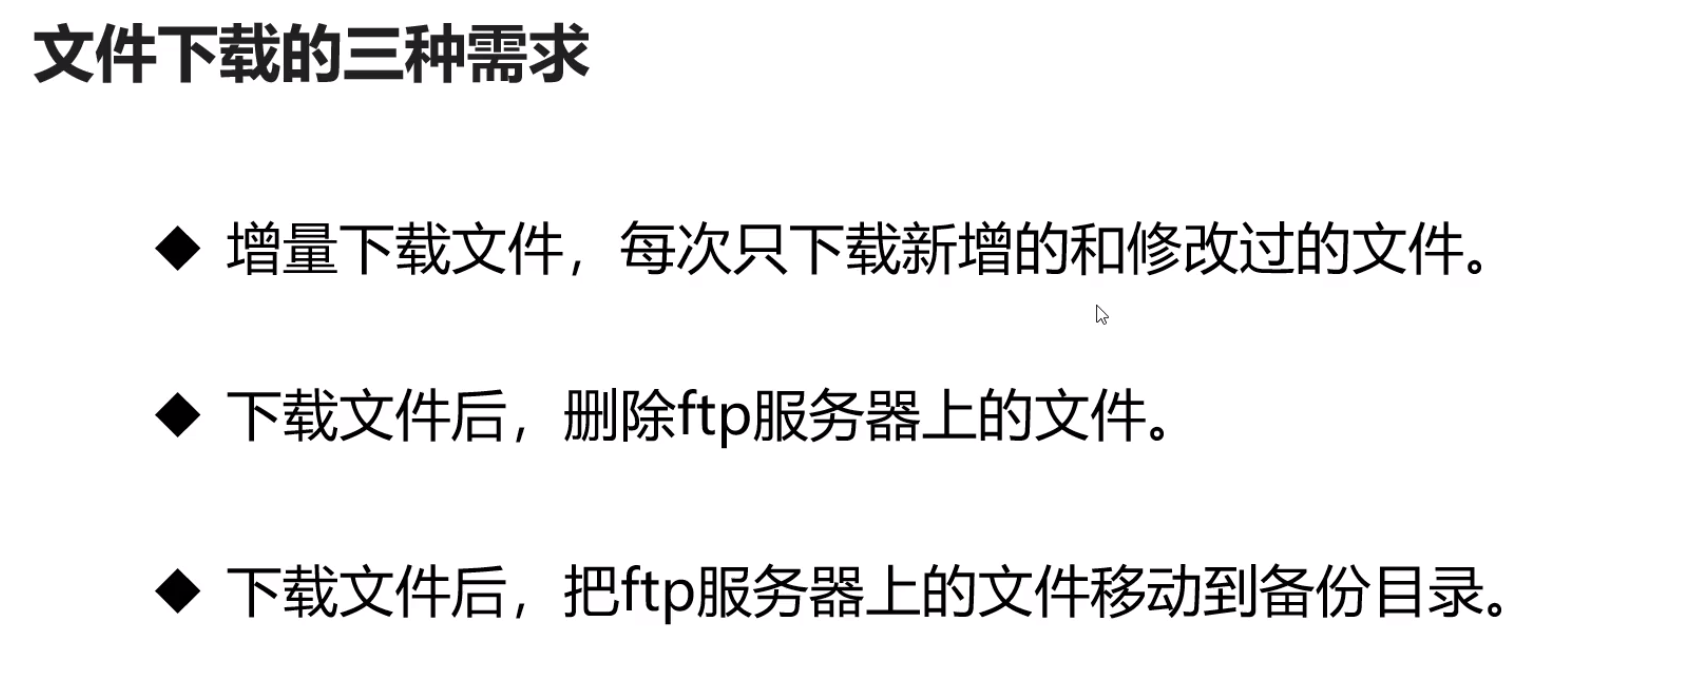 文件下载的三种需求
◆ 增量下载文件，每次只下载新增的和修改过的文件。
◆ 下载文件后，删除ftp服务器上的文件。
◆ 下载文件后，把ftp服务器上的文件移动到备份目录。